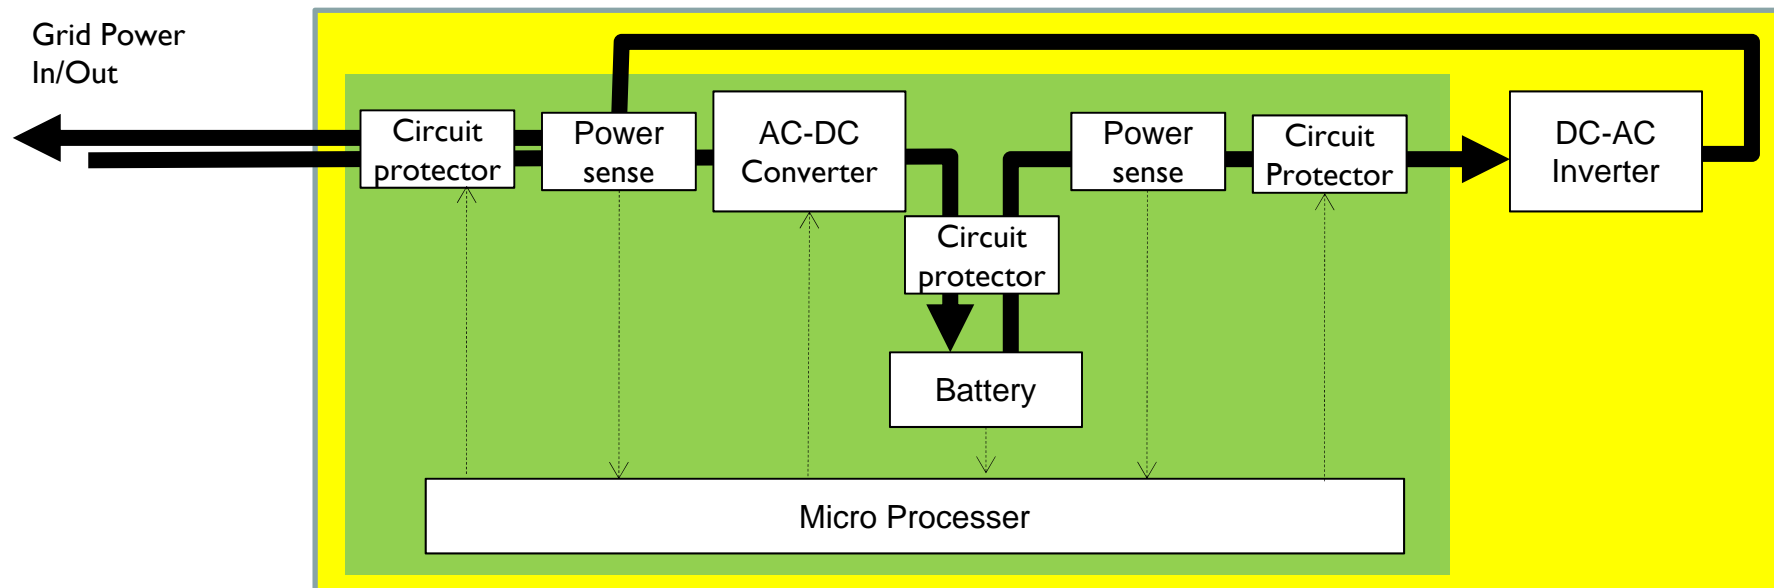 Grid Power
In/Out
Circuit
protector
Power
sense
AC-DC
Converter
Circuit
protector
Power
sense
Circuit
Protector
DC-AC
Inverter
Battery
Micro Processer